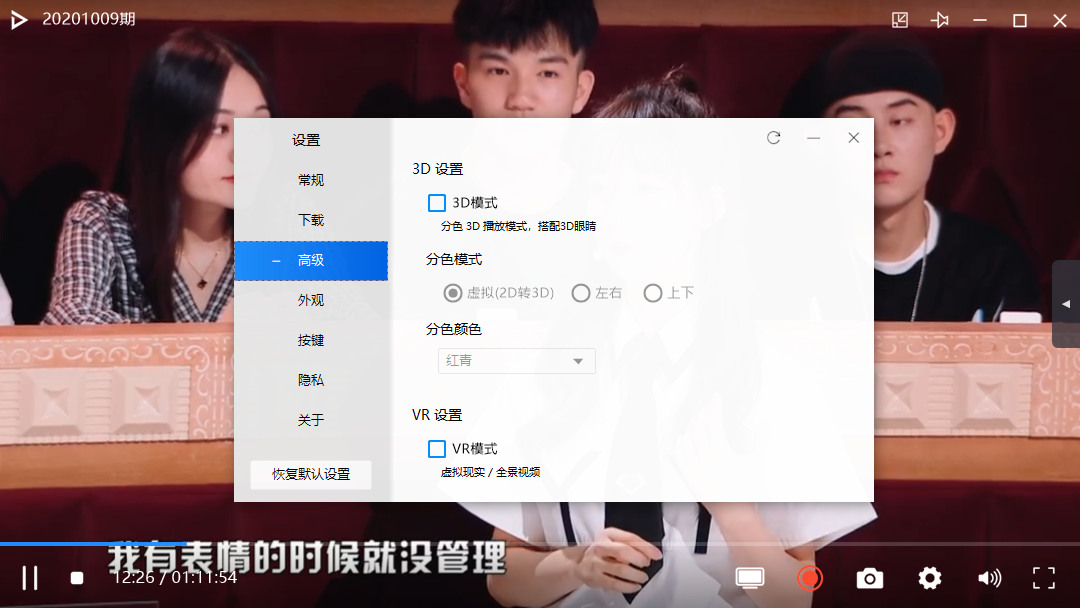 20201009期
设置
常规
下载
高级
外观
按键
隐私
关于
恢复默认设置
3D 设置
3D模式
分色 3D 播放模式，搭配3D眼睛
分色模式
虚拟(2D转3D) 左右 上下
分色颜色
红青
VR 设置
VR模式
虚拟现实 / 全景视频
我有表情的时候就没管理
12:26 / 01:11:54